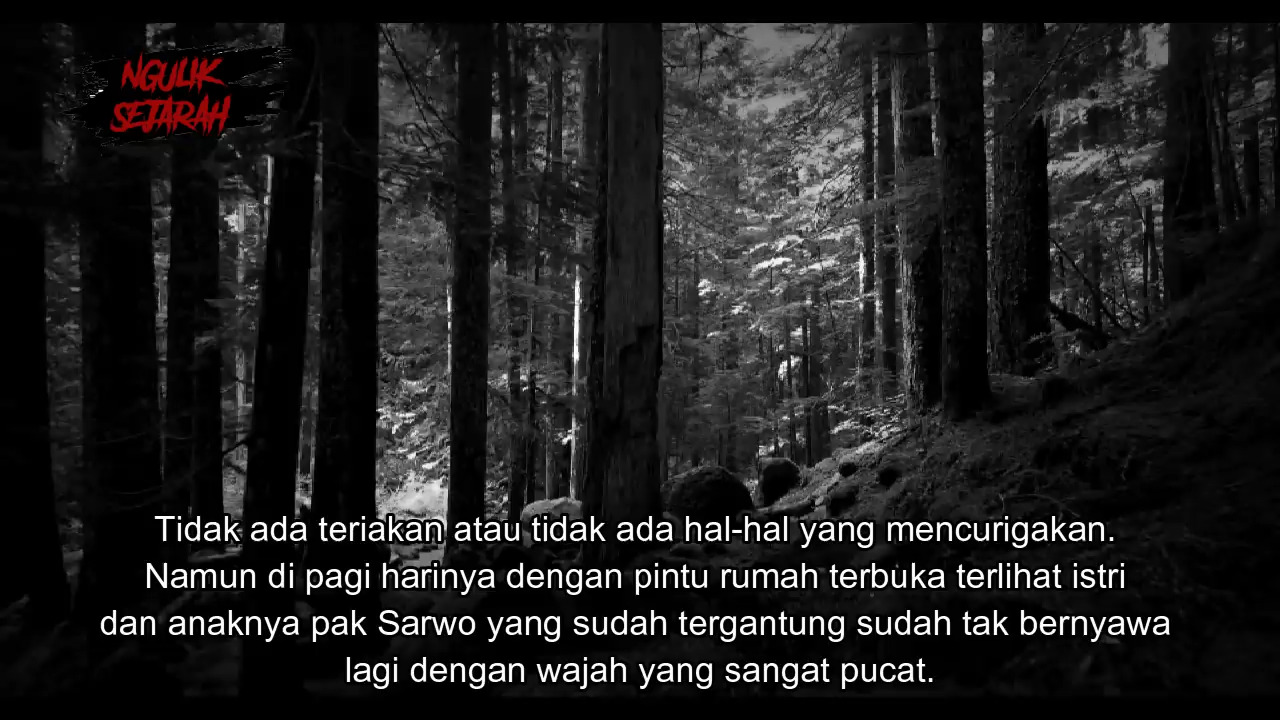 NGULIK
SEJARAH
Tidak ada teriakan atau tidak ada hal-hal yang mencurigakan.
Namun di pagi harinya dengan pintu rumah terbuka terlihat istri
dan anaknya pak Sarwo yang sudah tergantung sudah tak bernyawa
lagi dengan wajah yang sangat pucat.